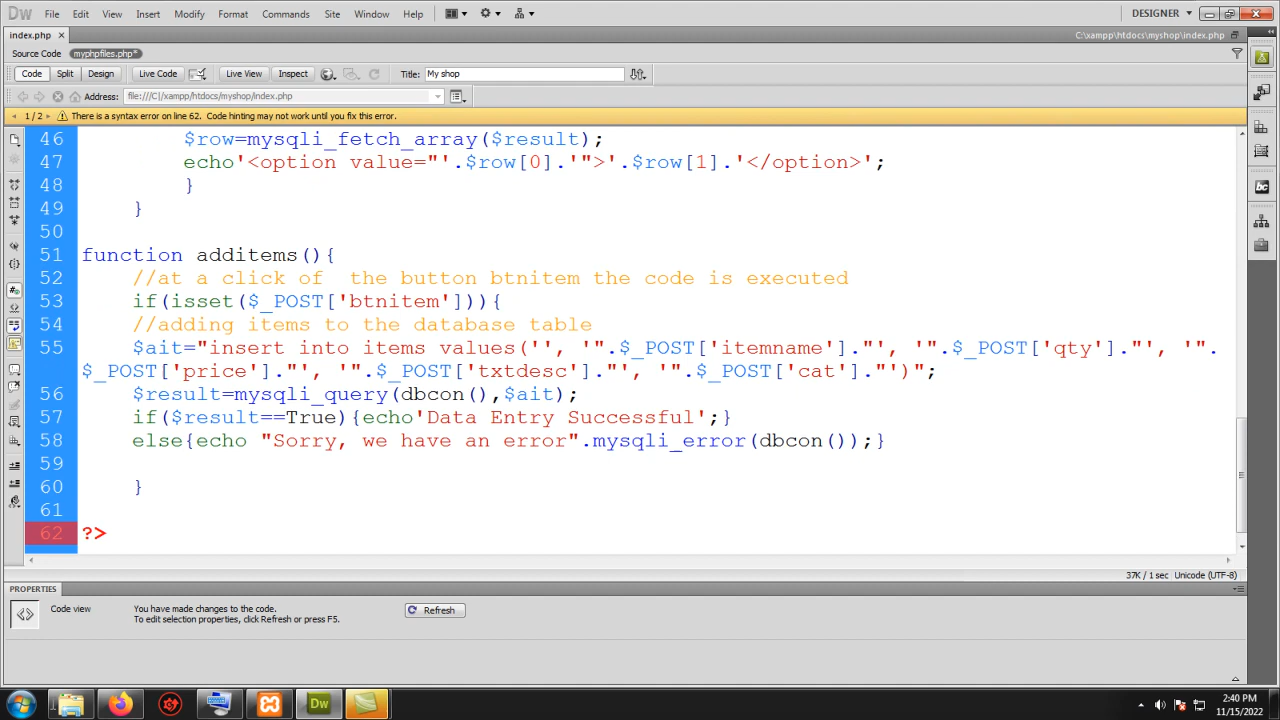 Dw File Edit View Insert Modify Format Commands Site Window Help DESIGNER
index.php C:\xampp\htdocs\myshop\index.php
Source Code myphpfiles.php*
Code Split Design Live Code Live View Inspect Title: My shop
Address: file:///C|/xampp/htdocs/myshop/index.php
1 / 2 There is a syntax error on line 62. Code hinting may not work until you fix this error.
46 $row=mysqli_fetch_array($result);
47 echo'<option value="'.$row[0].'">'.$row[1].'</option>';
48 }
49 }
50
51 function additems(){
52 //at a click of  the button btnitem the code is executed
53 if(isset($_POST['btnitem'])){
54 //adding items to the database table
55 $ait="insert into items values('', '".$_POST['itemname']."', '".$_POST['qty']."', '".
$_POST['price']."', '".$_POST['txtdesc']."', '".$_POST['cat']."')";
56 $result=mysqli_query(dbcon(),$ait);
57 if($result==True){echo'Data Entry Successful';}
58 else{echo "Sorry, we have an error".mysqli_error(dbcon());}
59
60 }
61
62 ?>
37K / 1 sec Unicode (UTF-8)
PROPERTIES
Code view You have made changes to the code. Refresh
To edit selection properties, click Refresh or press F5.
Dw 2:40 PM
11/15/2022